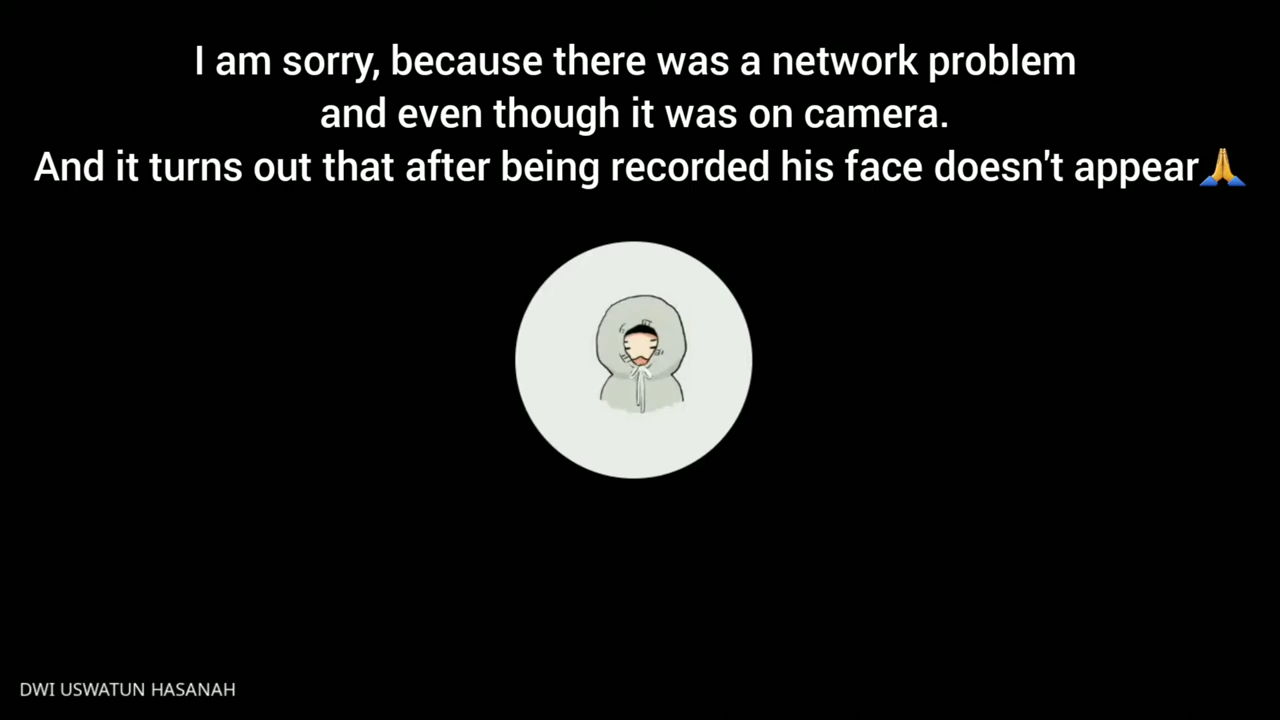 I am sorry, because there was a network problem
and even though it was on camera.
And it turns out that after being recorded his face doesn't appear🙏
DWI USWATUN HASANAH